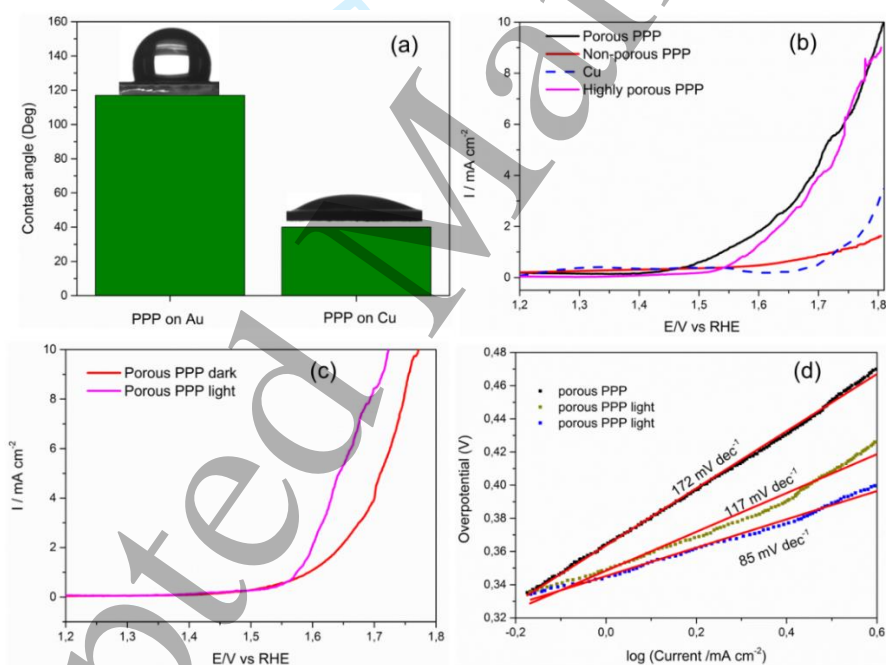 160
140
120
100
80
60
40
20
0
Contact angle (Deg)
(a)
PPP on Au
PPP on Cu
10
8
6
4
2
0
I / mA cm-2
(b)
Porous PPP
Non-porous PPP
Cu
Highly porous PPP
1,2 1,3 1,4 1,5 1,6 1,7 1,8
E/V vs RHE
10
8
6
4
2
0
I / mA cm-2
(c)
Porous PPP dark
Porous PPP light
1,2 1,3 1,4 1,5 1,6 1,7 1,8
E/V vs RHE
0,48
0,46
0,44
0,42
0,40
0,38
0,36
0,34
0,32
Overpotential (V)
(d)
porous PPP
porous PPP light
porous PPP light
172 mV dec-1
117 mV dec-1
85 mV dec-1
-0,2 0,0 0,2 0,4 0,6
log (Current /mA cm-2)
pted Ma